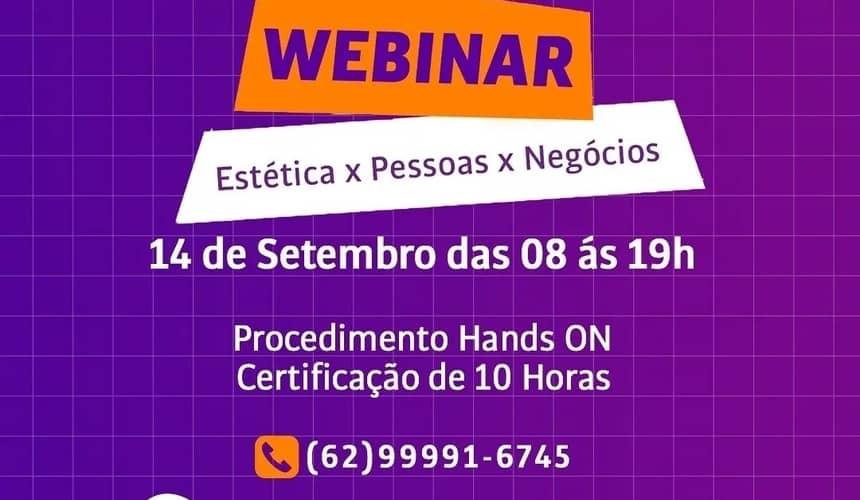 WEBINAR
Estética x Pessoas x Negócios
14 de Setembro das 08 ás 19h
Procedimento Hands ON
Certificação de 10 Horas
(62)99991-6745